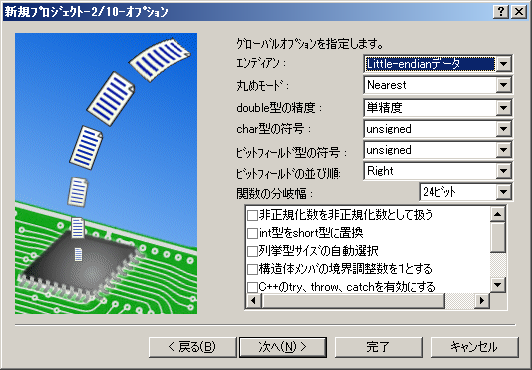 新規ﾌﾟﾛｼﾞｪｸﾄ-2/10-ｵﾌﾟｼｮﾝ
ｸﾞﾛｰﾊﾞﾙｵﾌﾟｼｮﾝを指定します。
ｴﾝﾃﾞｨｱﾝ : Little-endianﾃﾞｰﾀ
丸めﾓｰﾄﾞ : Nearest
double型の精度 : 単精度
char型の符号 : unsigned
ﾋﾞｯﾄﾌｨｰﾙﾄﾞ型の符号 : unsigned
ﾋﾞｯﾄﾌｨｰﾙﾄﾞの並び順: Right
関数の分岐幅 : 24ﾋﾞｯﾄ
非正規化数を非正規化数として扱う
int型をshort型に置換
列挙型ｻｲｽﾞの自動選択
構造体ﾒﾝﾊﾞの境界調整数を1とする
C++のtry、throw、catchを有効にする
< 戻る(B) 次へ(N) > 完了 ｷｬﾝｾﾙ